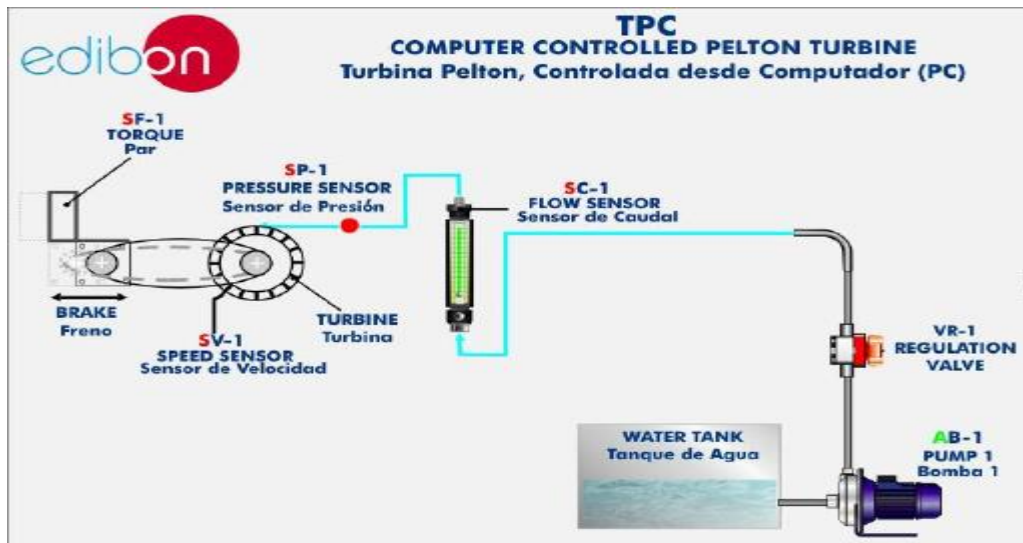 edibon
TPC
COMPUTER CONTROLLED PELTON TURBINE
Turbina Pelton, Controlada desde Computador (PC)
SF-1
TORQUE
Par
SP-1
PRESSURE SENSOR
Sensor de Presión
SC-1
FLOW SENSOR
Sensor de Caudal
BRAKE
Freno
TURBINE
Turbina
SV-1
SPEED SENSOR
Sensor de Velocidad
VR-1
REGULATION
VALVE
WATER TANK
Tanque de Agua
AB-1
PUMP 1
Bomba 1